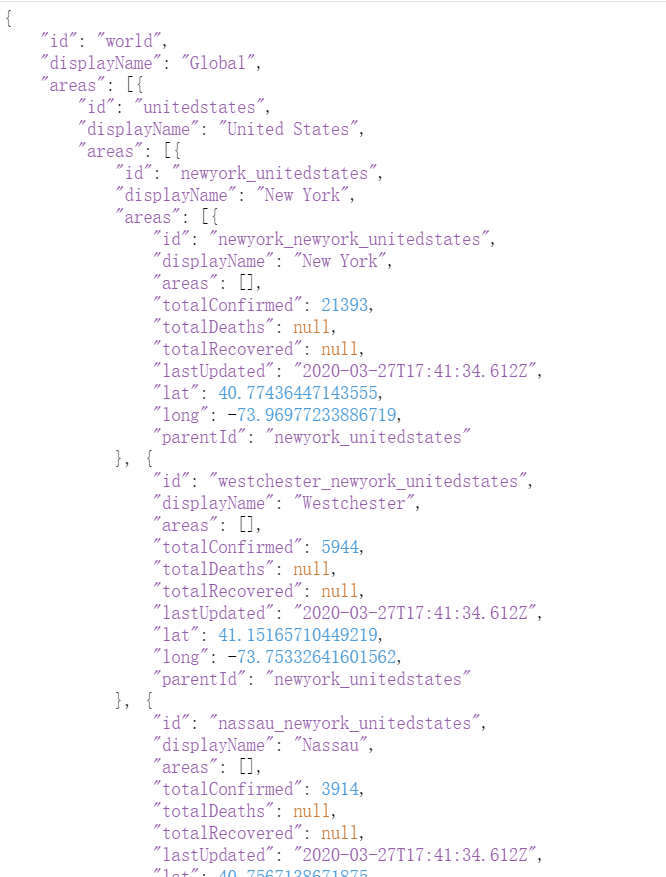 {
    "id": "world",
    "displayName": "Global",
    "areas": [{
        "id": "unitedstates",
        "displayName": "United States",
        "areas": [{
            "id": "newyork_unitedstates",
            "displayName": "New York",
            "areas": [{
                "id": "newyork_newyork_unitedstates",
                "displayName": "New York",
                "areas": [],
                "totalConfirmed": 21393,
                "totalDeaths": null,
                "totalRecovered": null,
                "lastUpdated": "2020-03-27T17:41:34.612Z",
                "lat": 40.77436447143555,
                "long": -73.96977233886719,
                "parentId": "newyork_unitedstates"
            }, {
                "id": "westchester_newyork_unitedstates",
                "displayName": "Westchester",
                "areas": [],
                "totalConfirmed": 5944,
                "totalDeaths": null,
                "totalRecovered": null,
                "lastUpdated": "2020-03-27T17:41:34.612Z",
                "lat": 41.15165710449219,
                "long": -73.75332641601562,
                "parentId": "newyork_unitedstates"
            }, {
                "id": "nassau_newyork_unitedstates",
                "displayName": "Nassau",
                "areas": [],
                "totalConfirmed": 3914,
                "totalDeaths": null,
                "totalRecovered": null,
                "lastUpdated": "2020-03-27T17:41:34.612Z",
                "lat": 40.7567138671875